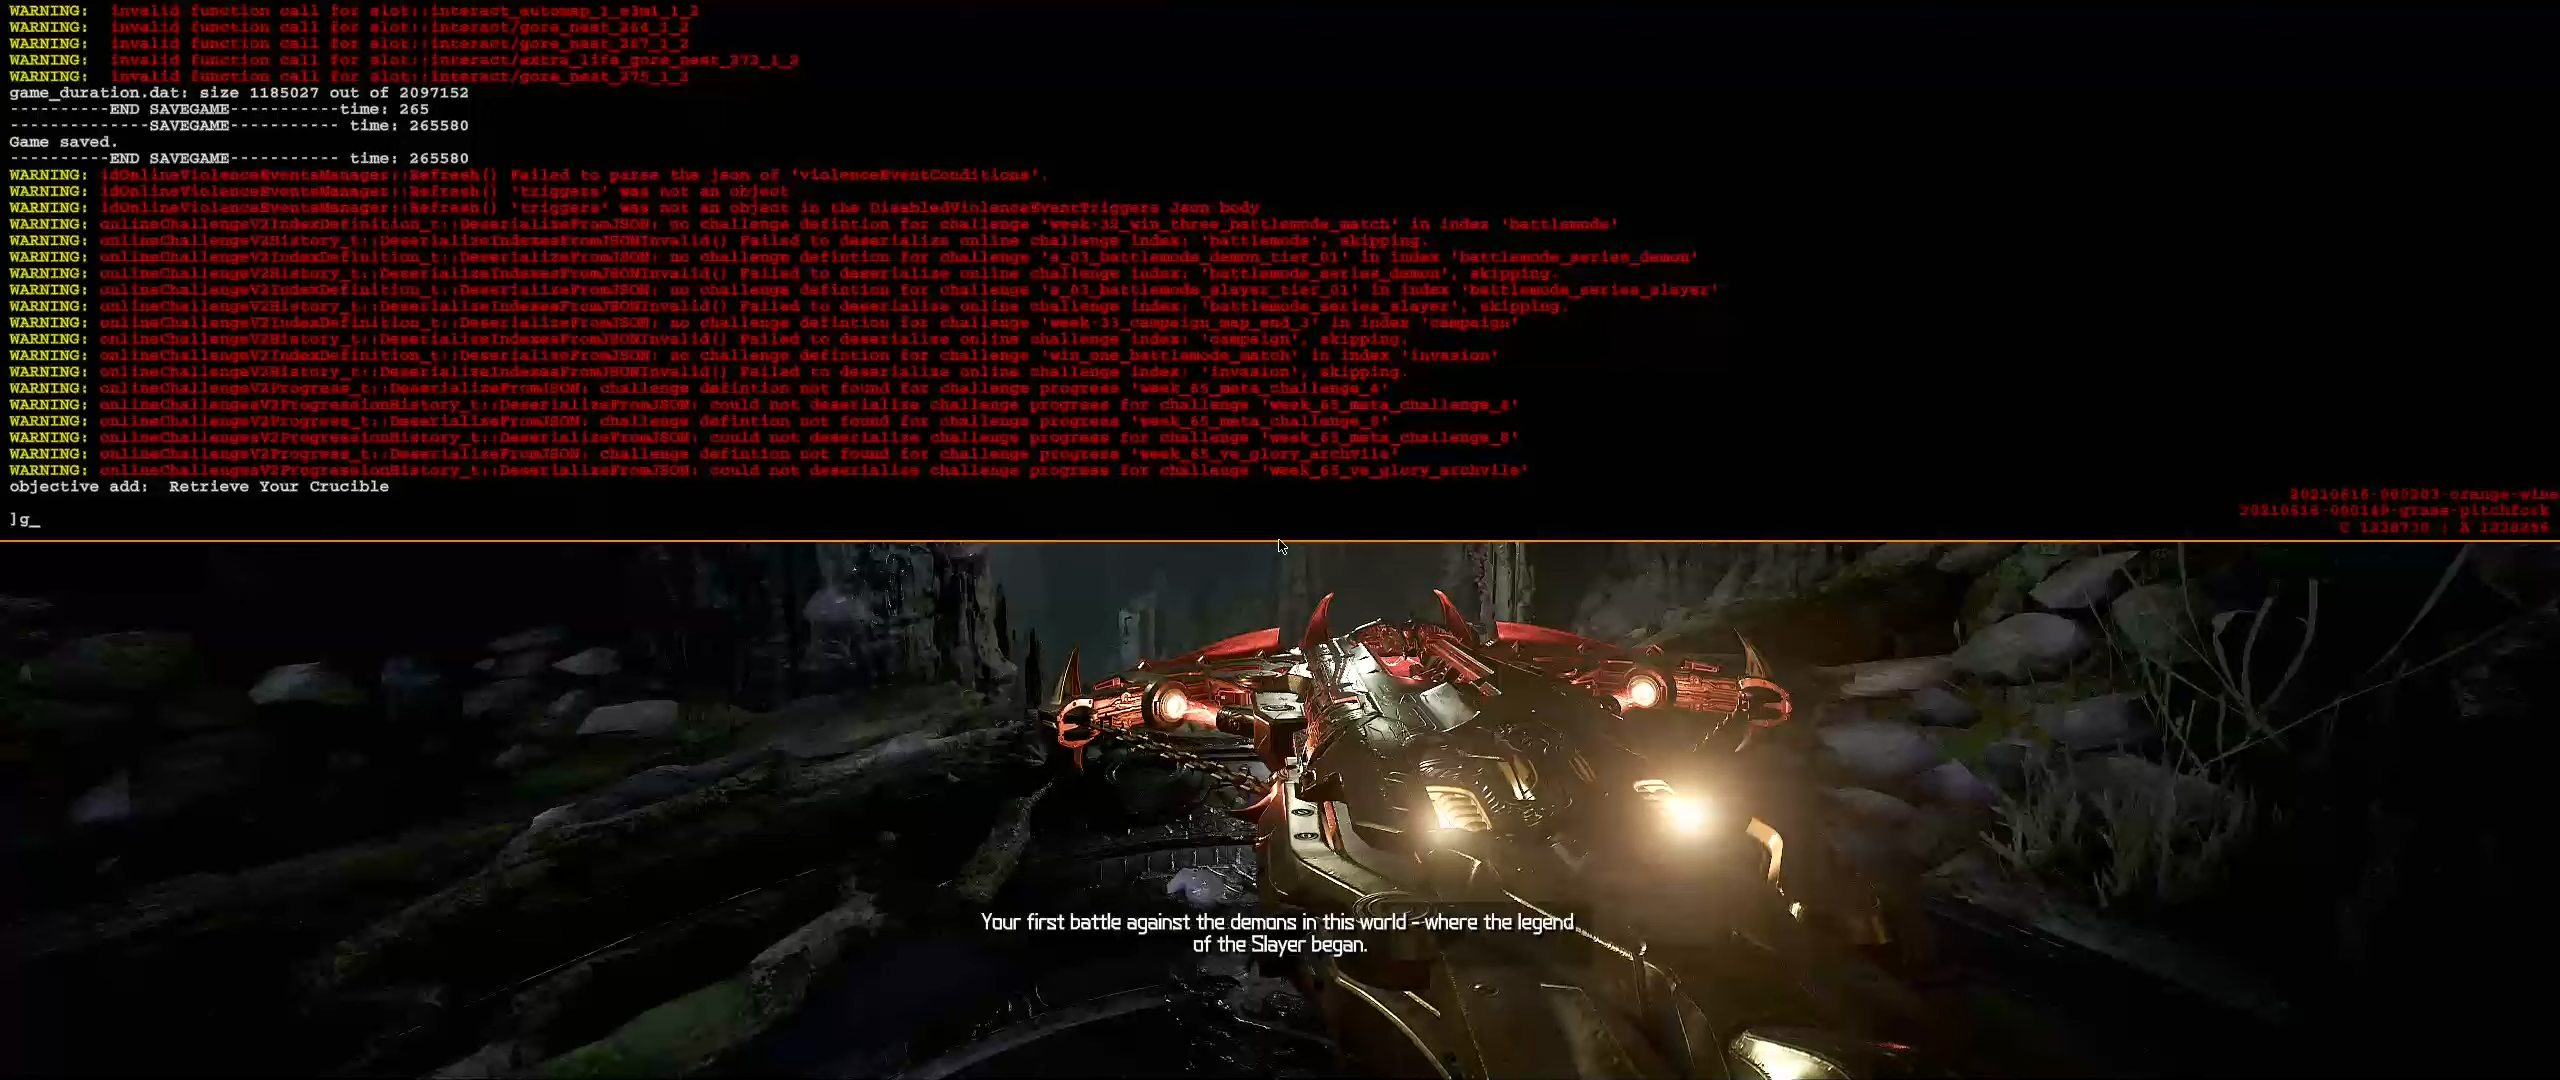 WARNING:  invalid function call for slot::interact_automap_1_e3m1_1_2
WARNING:  invalid function call for slot::interact/gore_nest_264_1_2
WARNING:  invalid function call for slot::interact/gore_nest_267_1_2
WARNING:  invalid function call for slot::interact/extra_life_gore_nest_273_1_2
WARNING:  invalid function call for slot::interact/gore_nest_275_1_2
game_duration.dat: size 1185027 out of 2097152
----------END SAVEGAME-----------time: 265
--------------SAVEGAME----------- time: 265580
Game saved.
----------END SAVEGAME----------- time: 265580
WARNING: idOnlineViolenceEventsManager::Refresh() Failed to parse the json of 'violenceEventConditions'.
WARNING: idOnlineViolenceEventsManager::Refresh() 'triggers' was not an object
WARNING: idOnlineViolenceEventsManager::Refresh() 'triggers' was not an object in the DisabledViolenceEventTriggers Json body
WARNING: onlineChallengeV2IndexDefinition_t::DeserializeFromJSON: no challenge defintion for challenge 'week-32_win_three_battlemode_match' in index 'battlemode'
WARNING: onlineChallengeV2History_t::DeserializeIndexesFromJSONInvalid() Failed to deserialize online challenge index: 'battlemode', skipping.
WARNING: onlineChallengeV2IndexDefinition_t::DeserializeFromJSON: no challenge defintion for challenge 's_03_battlemode_demon_tier_01' in index 'battlemode_series_demon'
WARNING: onlineChallengeV2History_t::DeserializeIndexesFromJSONInvalid() Failed to deserialize online challenge index: 'battlemode_series_demon', skipping.
WARNING: onlineChallengeV2IndexDefinition_t::DeserializeFromJSON: no challenge defintion for challenge 's_03_battlemode_slayer_tier_01' in index 'battlemode_series_slayer'
WARNING: onlineChallengeV2History_t::DeserializeIndexesFromJSONInvalid() Failed to deserialize online challenge index: 'battlemode_series_slayer', skipping.
WARNING: onlineChallengeV2IndexDefinition_t::DeserializeFromJSON: no challenge defintion for challenge 'week-33_campaign_map_end_3' in index 'campaign'
WARNING: onlineChallengeV2History_t::DeserializeIndexesFromJSONInvalid() Failed to deserialize online challenge index: 'campaign', skipping.
WARNING: onlineChallengeV2IndexDefinition_t::DeserializeFromJSON: no challenge defintion for challenge 'win_one_battlemode_match' in index 'invasion'
WARNING: onlineChallengeV2History_t::DeserializeIndexesFromJSONInvalid() Failed to deserialize online challenge index: 'invasion', skipping.
WARNING: onlineChallengeV2Progress_t::DeserializeFromJSON: challenge defintion not found for challenge progress 'week_65_meta_challenge_4'
WARNING: onlineChallengesV2ProgressionHistory_t::DeserializeFromJSON: could not deserialize challenge progress for challenge 'week_65_meta_challenge_4'
WARNING: onlineChallengeV2Progress_t::DeserializeFromJSON: challenge defintion not found for challenge progress 'week_65_meta_challenge_8'
WARNING: onlineChallengesV2ProgressionHistory_t::DeserializeFromJSON: could not deserialize challenge progress for challenge 'week_65_meta_challenge_8'
WARNING: onlineChallengeV2Progress_t::DeserializeFromJSON: challenge defintion not found for challenge progress 'week_65_ve_glory_archvile'
WARNING: onlineChallengesV2ProgressionHistory_t::DeserializeFromJSON: could not deserialize challenge progress for challenge 'week_65_ve_glory_archvile'
objective add:  Retrieve Your Crucible
20210616-000203-orange-wine
20210616-000149-grass-pitchfork
]g_
Your first battle against the demons in this world - where the legend
of the Slayer began.